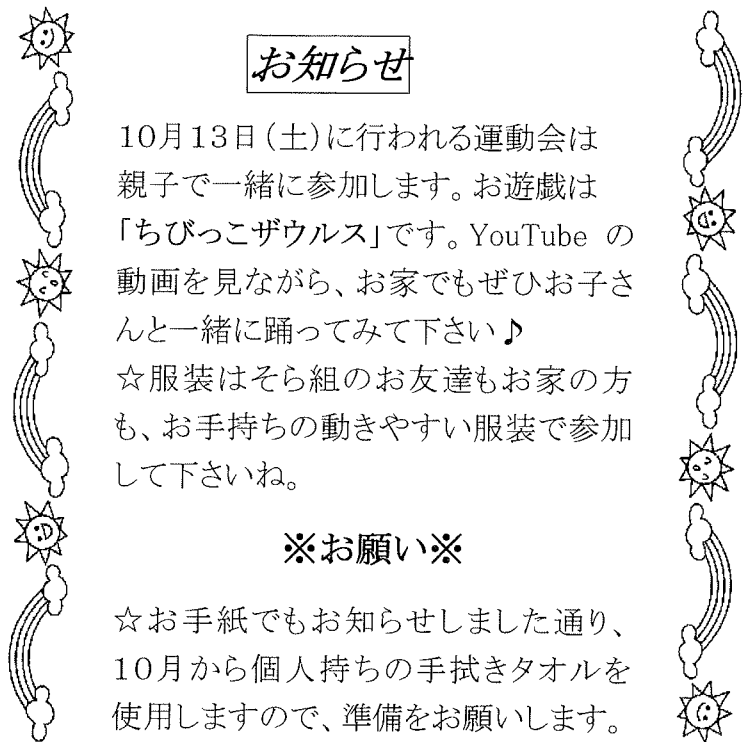 お知らせ
10月13日(土)に行われる運動会は
親子で一緒に参加します。お遊戯は
「ちびっこザウルス」です。YouTube の
動画を見ながら、お家でもぜひお子さ
んと一緒に踊ってみて下さい♪
☆服装はそら組のお友達もお家の方
も、お手持ちの動きやすい服装で参加
して下さいね。
※お願い※
☆お手紙でもお知らせしました通り、
10月から個人持ちの手拭きタオルを
使用しますので、準備をお願いします。